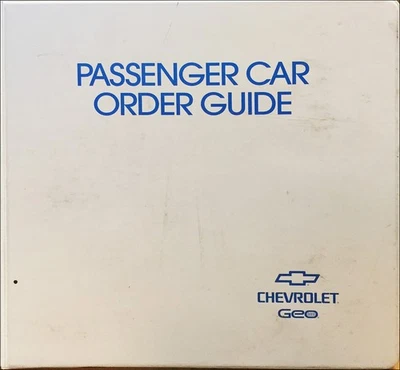 PASSENGER CAR
ORDER GUIDE
CHEVROLET
Geo